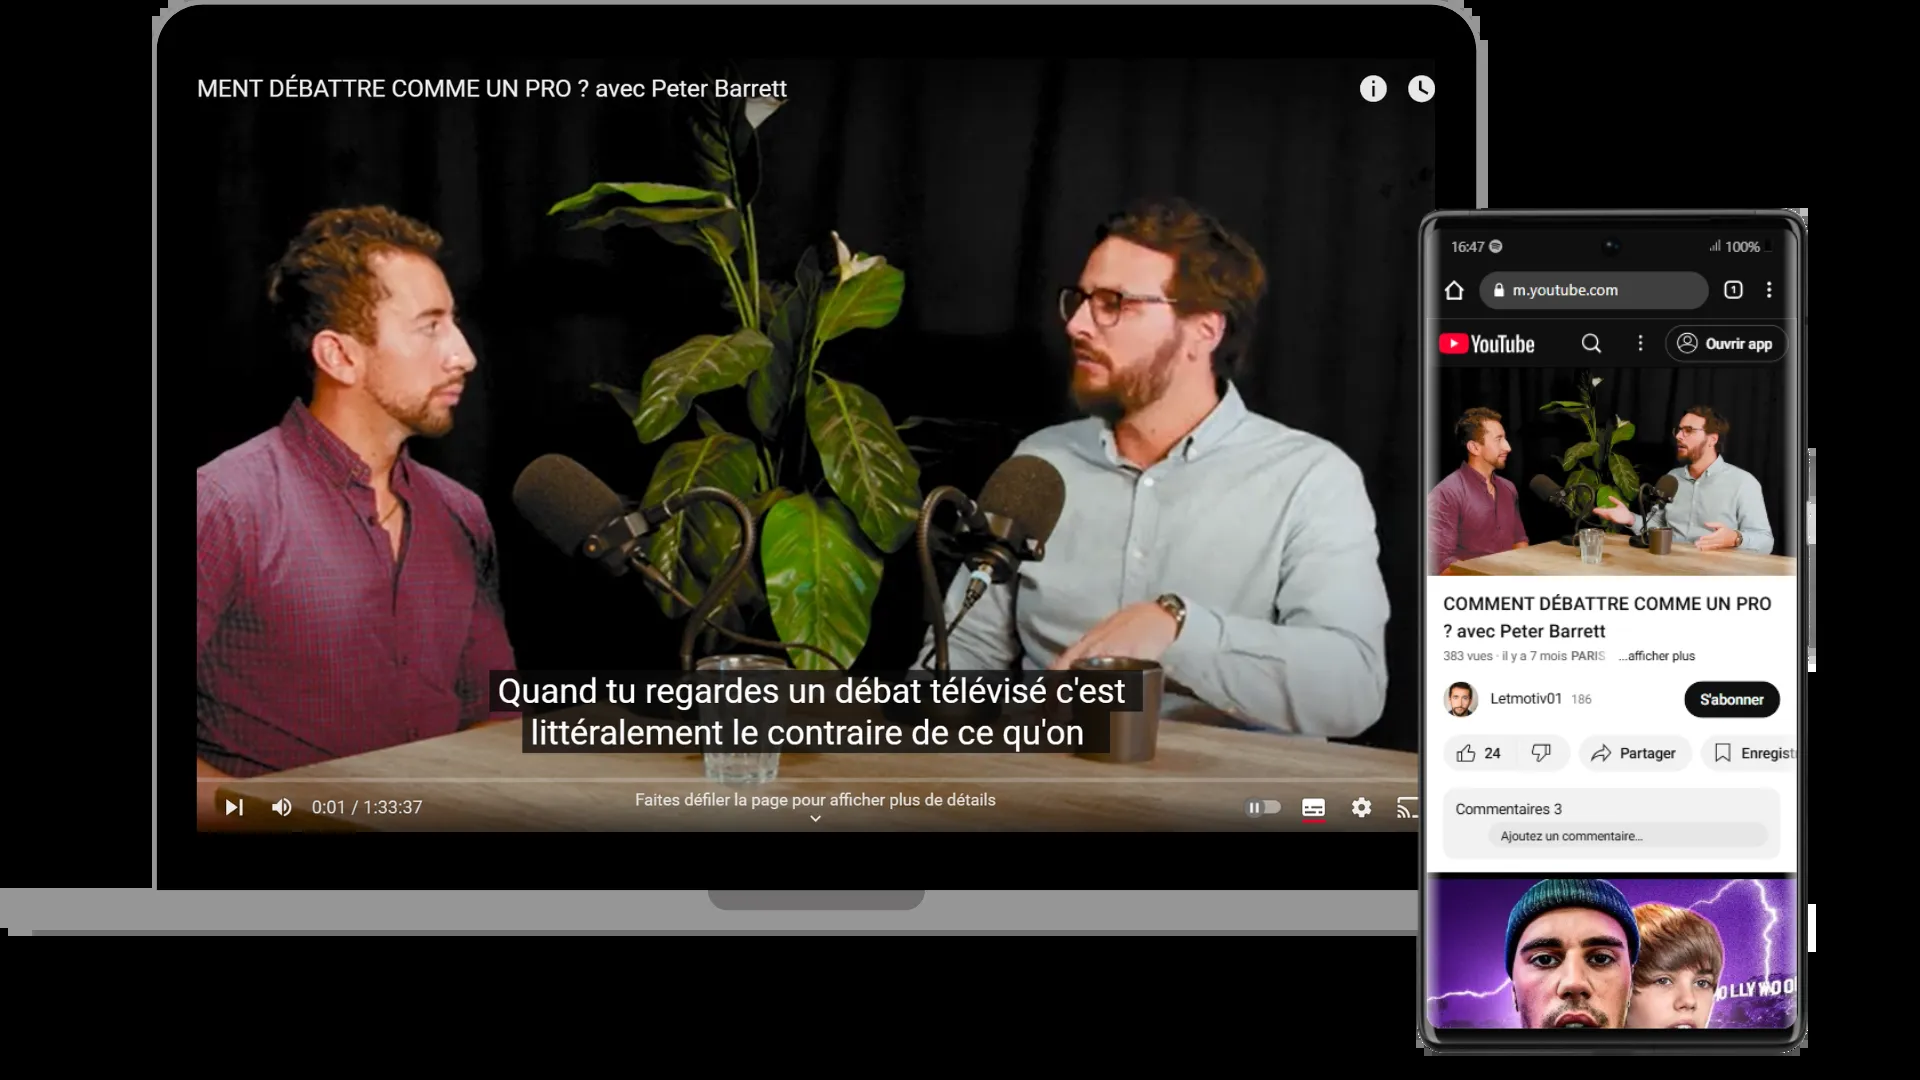 MENT DÉBATTRE COMME UN PRO ? avec Peter Barrett
Quand tu regardes un débat télévisé c'est
littéralement le contraire de ce qu'on
0:01 / 1:33:37
Faites défiler la page pour afficher plus de détails
16:47
100%
m.youtube.com
1
YouTube
Ouvrir app
COMMENT DÉBATTRE COMME UN PRO
? avec Peter Barrett
383 vues · il y a 7 mois PARIS ...afficher plus
Letmotiv01 186
S'abonner
24
Partager
Enregist
Commentaires 3
Ajoutez un commentaire...
OLLYWOO